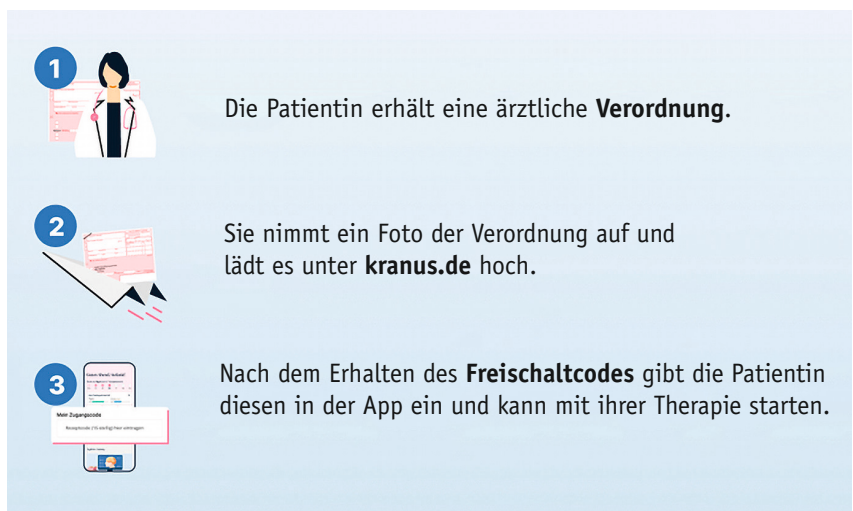 1
Die Patientin erhält eine ärztliche Verordnung.
2
Sie nimmt ein Foto der Verordnung auf und
lädt es unter kranus.de hoch.
3
Nach dem Erhalten des Freischaltcodes gibt die Patientin
diesen in der App ein und kann mit ihrer Therapie starten.
Mein Zugangscode